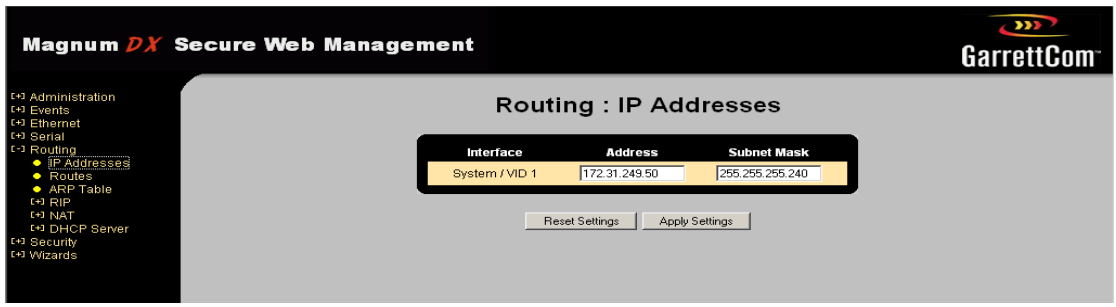 Magnum DX Secure Web Management
GarrettCom
[+] Administration
[+] Events
[+] Ethernet
[+] Serial
[-] Routing
IP Addresses
Routes
ARP Table
[+] RIP
[+] NAT
[+] DHCP Server
[+] Security
[+] Wizards
Routing : IP Addresses
Interface Address Subnet Mask
System / VID 1 172.31.249.50 255.255.255.240
Reset Settings Apply Settings